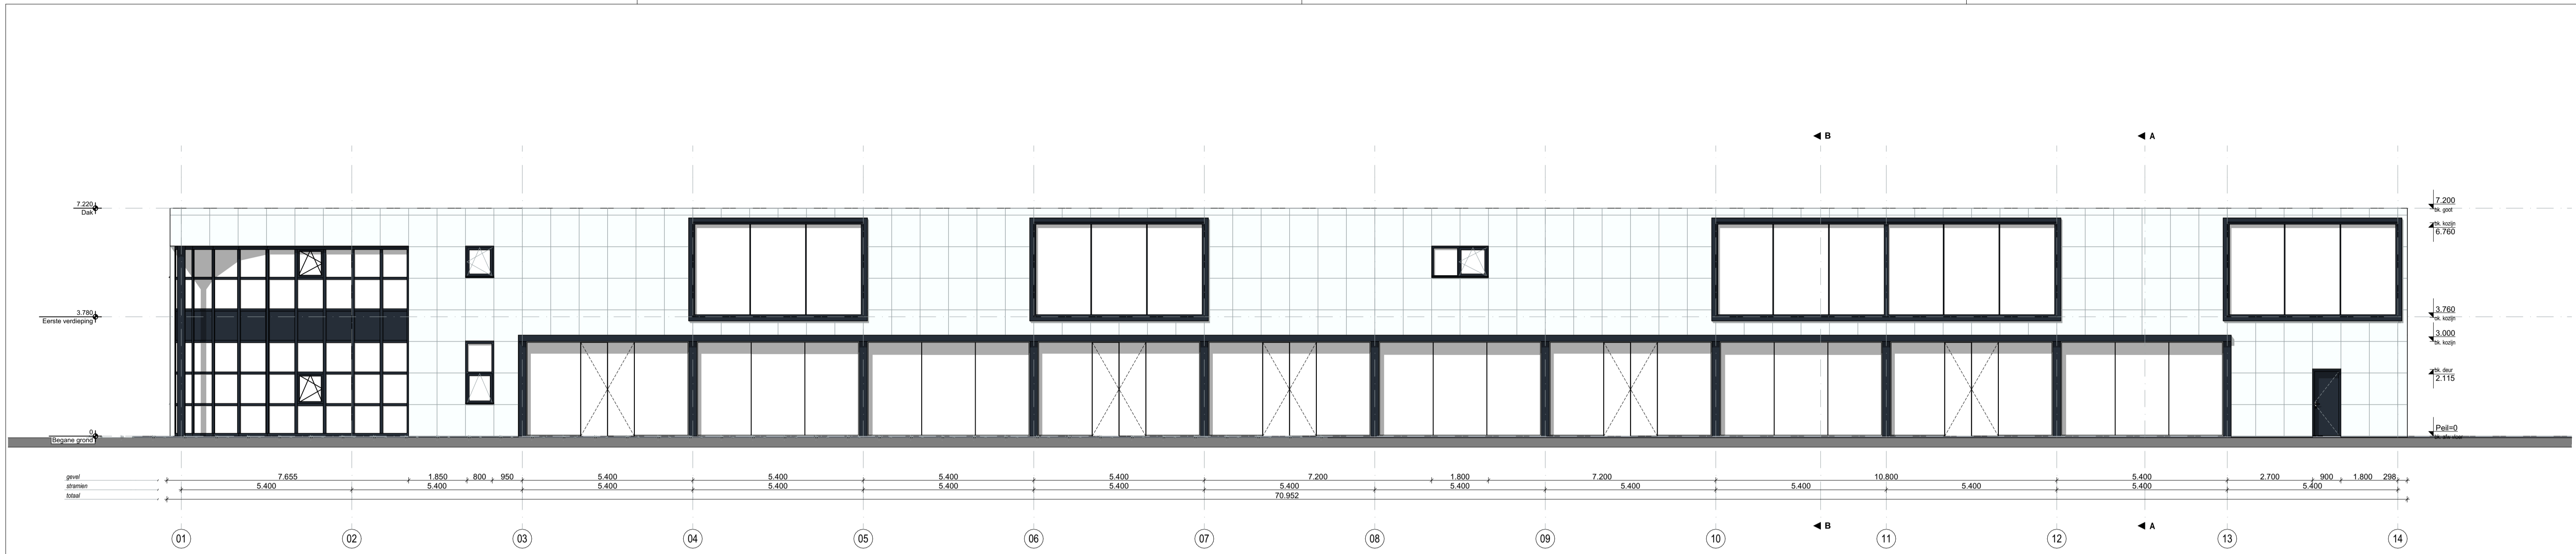 B
A
7.220
Dak
7.200
bk. goot
bk. kozijn
6.760
3.780
Eerste verdieping
3.760
ok. kozijn
3.000
bk. kozijn
bk. deur
2.115
0
Begane grond
Peil=0
bk. afw.vloer
gevel 7.655 1.850 800 950 5.400 5.400 5.400 5.400 7.200 1.800 7.200 10.800 5.400 2.700 900 1.800 298
stramien 5.400 5.400 5.400 5.400 5.400 5.400 5.400 5.400 5.400 5.400 5.400 5.400 5.400
totaal 70.952
B
A
01 02 03 04 05 06 07 08 09 10 11 12 13 14